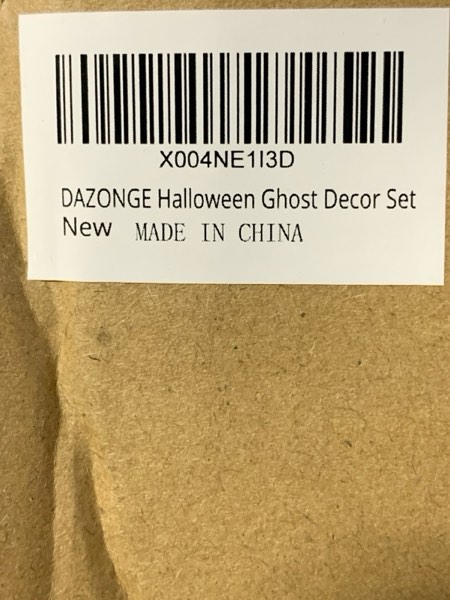 X004NE1I3D
DAZONGE Halloween Ghost Decor Set
New MADE IN CHINA